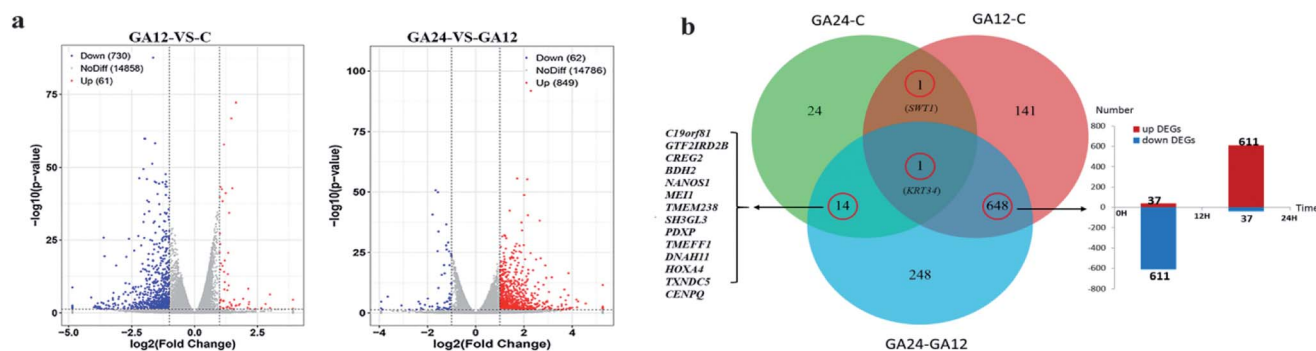 a
GA12-VS-C
Down (730)
NoDiff (14858)
Up (61)
-log10(p-value)
75
50
25
0
-5.0
-2.5
0.0
2.5
log2(Fold Change)
GA24-VS-GA12
Down (62)
NoDiff (14786)
Up (849)
-log10(p-value)
100
75
50
25
0
-4
-2
0
2
4
log2(Fold Change)
b
GA24-C
GA12-C
24
1
(SWT1)
141
1
(KRT34)
14
648
248
GA24-GA12
C19orf81
GTF2IRD2B
CREG2
BDH2
NANOS1
MEI1
TMEM238
SH3GL3
PDXP
TMEFF1
DNAH11
HOXA4
TXNDC5
CENPQ
Number
800
600
400
200
0
-200
-400
-600
-800
up DEGs
down DEGs
611
37
Time
0H
12H
24H
37
611